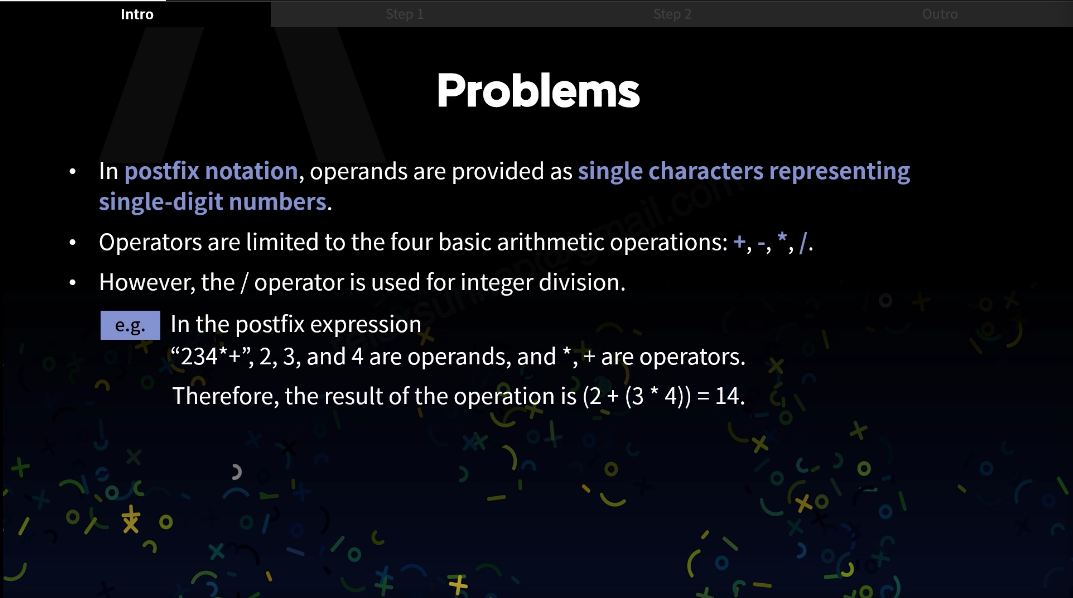 Intro Step 1 Step 2 Outro
Problems
• In postfix notation, operands are provided as single characters representing
single-digit numbers.
• Operators are limited to the four basic arithmetic operations: +, -, *, /.
• However, the / operator is used for integer division.
e.g. In the postfix expression
“234*+”, 2, 3, and 4 are operands, and *, + are operators.
Therefore, the result of the operation is (2 + (3 * 4)) = 14.